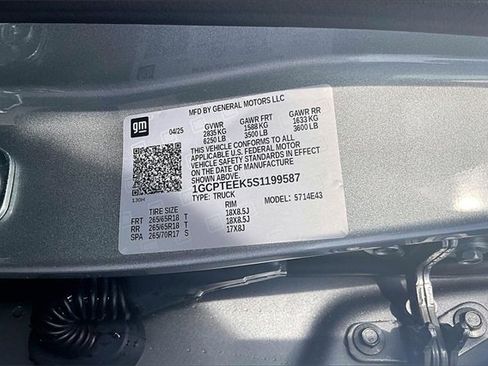 MFD BY GENERAL MOTORS LLC
gm
04/25 GVWR GAWR FRT GAWR RR
2835 KG 1588 KG 1633 KG
6250 LB 3500 LB 3600 LB
THIS VEHICLE CONFORMS TO ALL
APPLICABLE U.S. FEDERAL MOTOR
VEHICLE SAFETY STANDARDS IN EFFECT
ON THE DATE OF MANUFACTURE
SHOWN ABOVE.
1GCPTEEK5S1199587
TYPE: TRUCK MODEL: 5714E43
130H
TIRE SIZE RIM
FRT 265/65R18 T 18X8.5J
RR 265/65R18 T 18X8.5J
SPA 265/70R17 S 17X8J